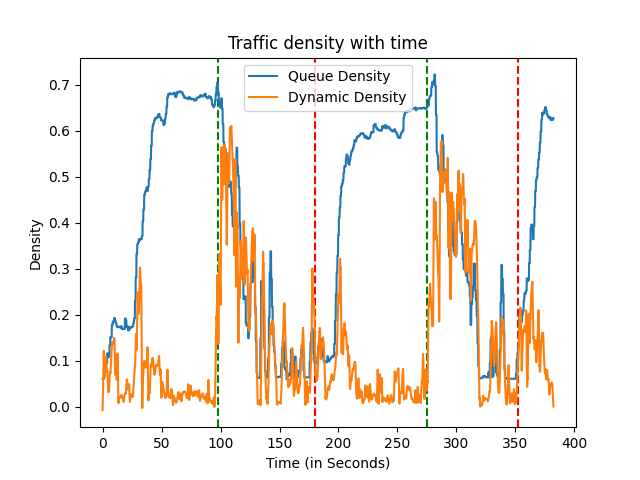 Traffic density with time
Queue Density
Dynamic Density
0.7
0.6
0.5
0.4
0.3
0.2
0.1
0.0
Density
0 50 100 150 200 250 300 350 400
Time (in Seconds)